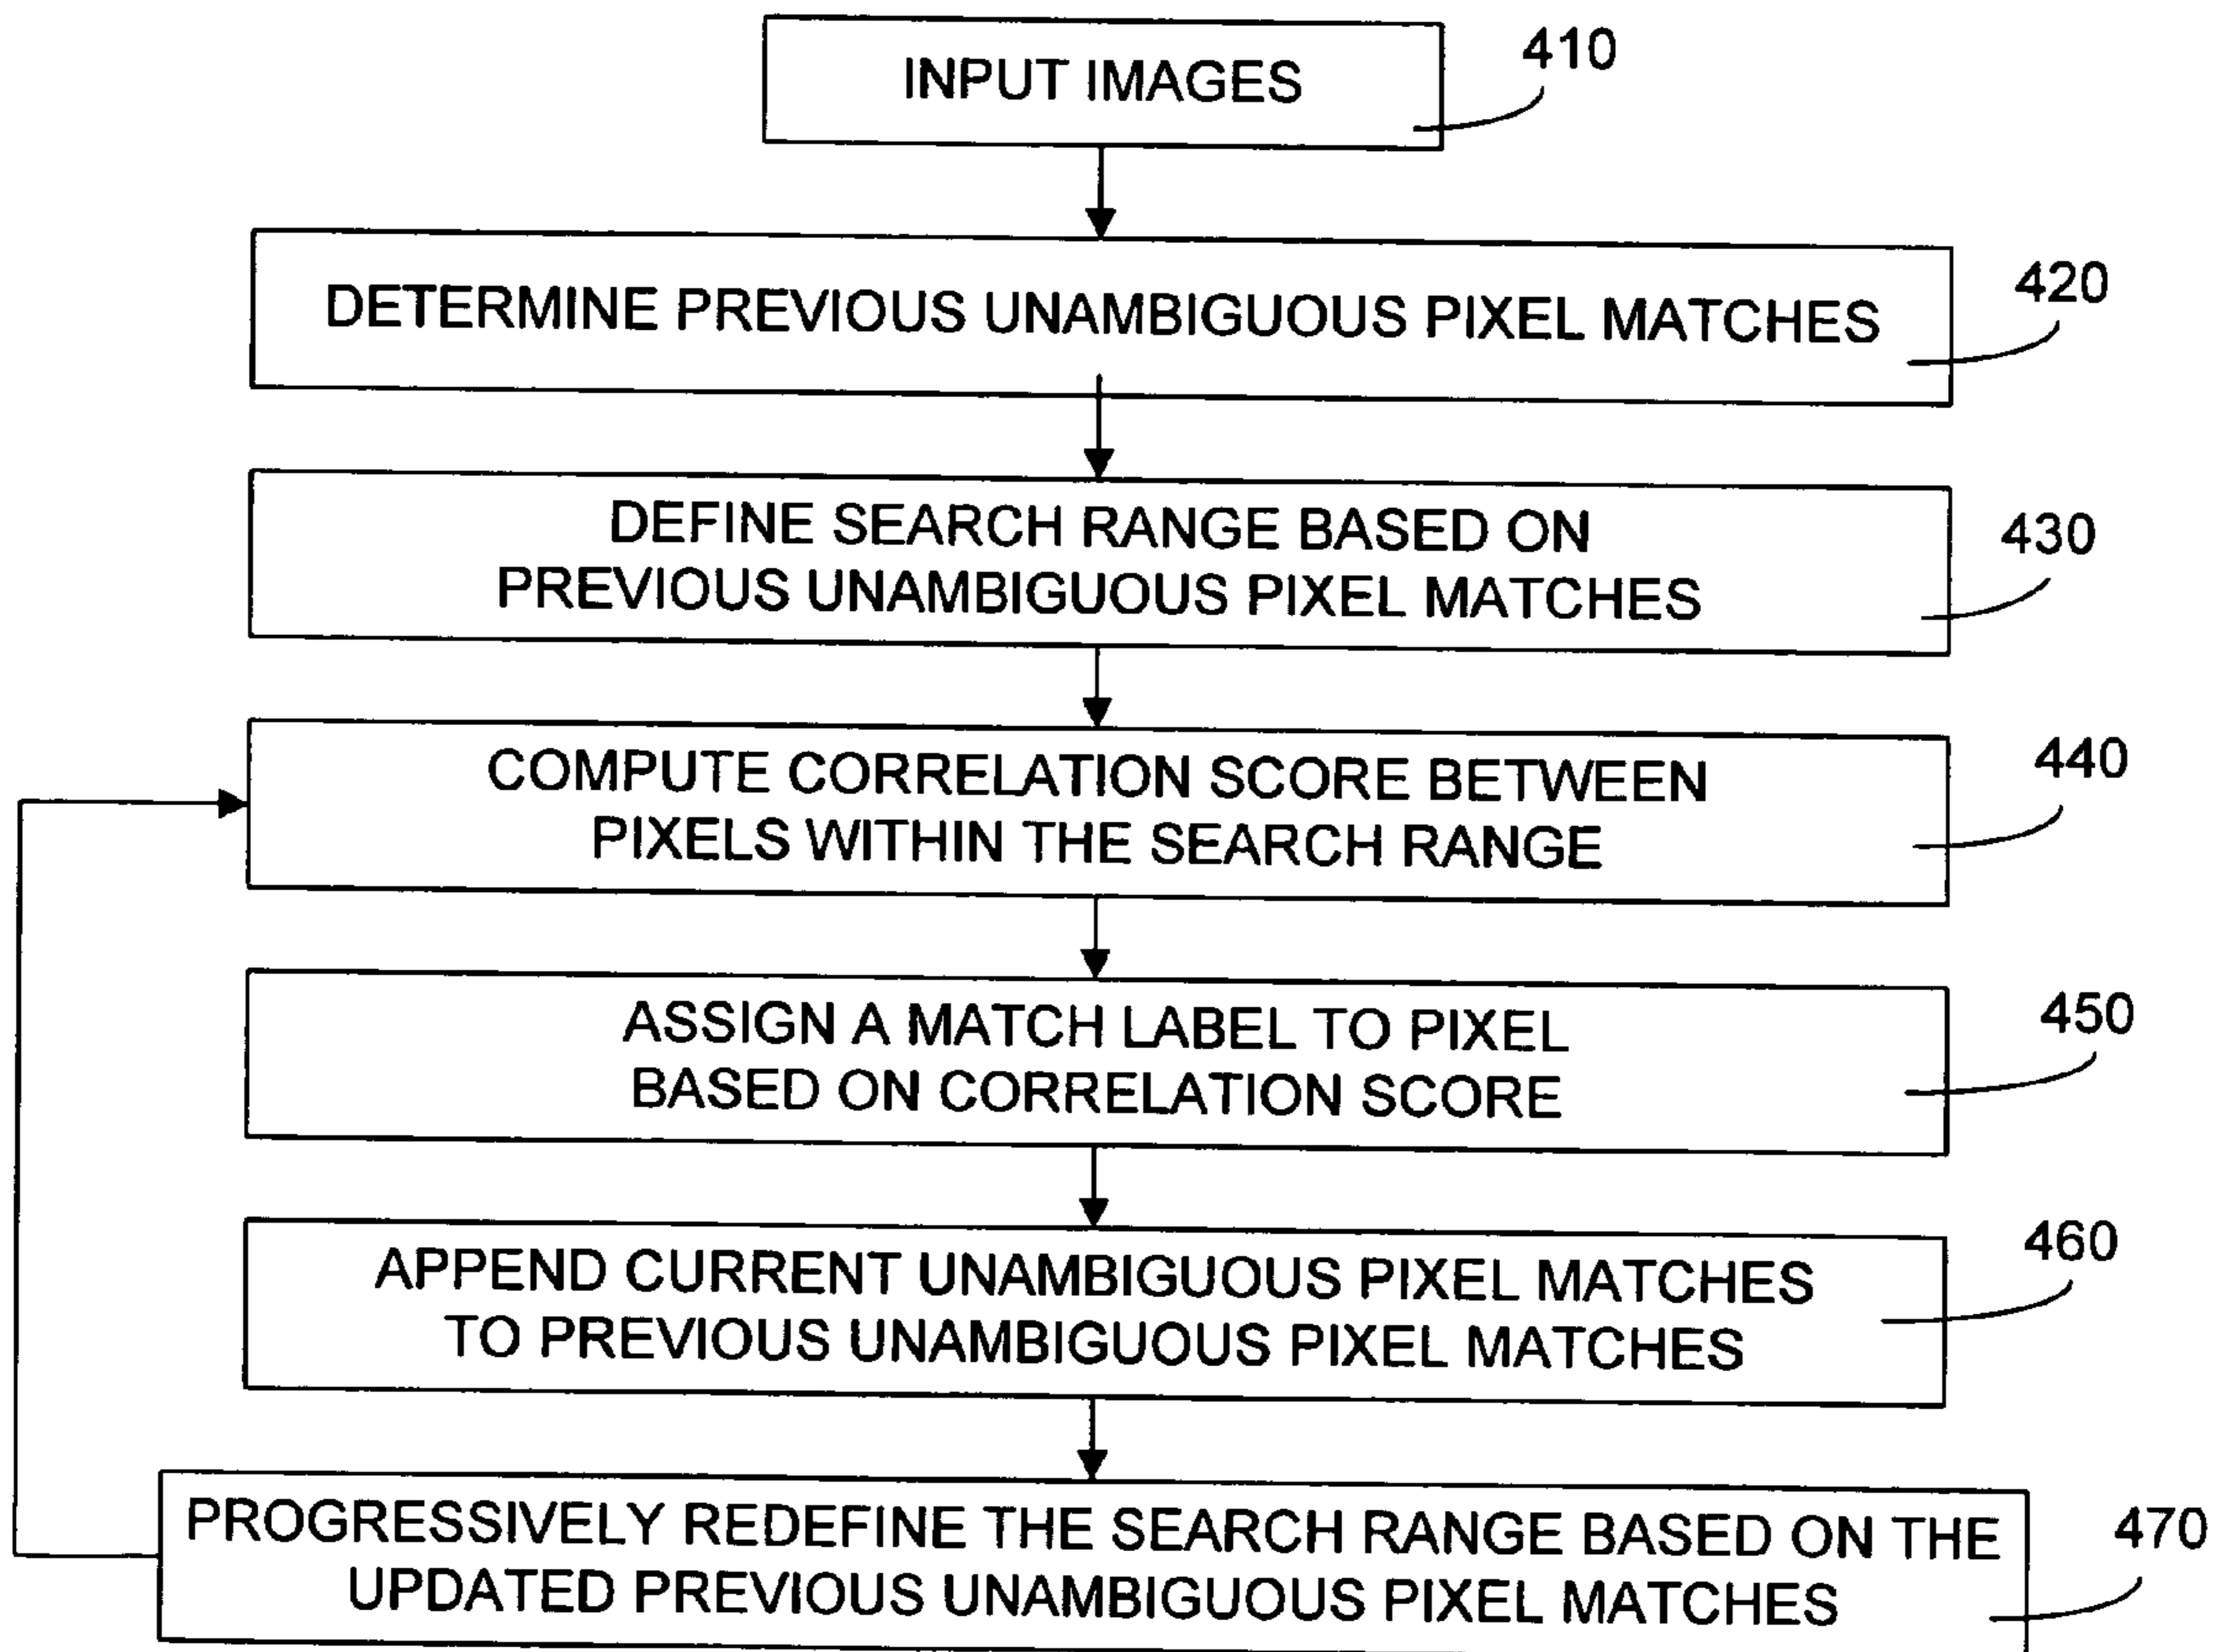 INPUT IMAGES
410
DETERMINE PREVIOUS UNAMBIGUOUS PIXEL MATCHES
420
DEFINE SEARCH RANGE BASED ON
PREVIOUS UNAMBIGUOUS PIXEL MATCHES
430
COMPUTE CORRELATION SCORE BETWEEN
PIXELS WITHIN THE SEARCH RANGE
440
ASSIGN A MATCH LABEL TO PIXEL
BASED ON CORRELATION SCORE
450
APPEND CURRENT UNAMBIGUOUS PIXEL MATCHES
TO PREVIOUS UNAMBIGUOUS PIXEL MATCHES
460
PROGRESSIVELY REDEFINE THE SEARCH RANGE BASED ON THE
UPDATED PREVIOUS UNAMBIGUOUS PIXEL MATCHES
470